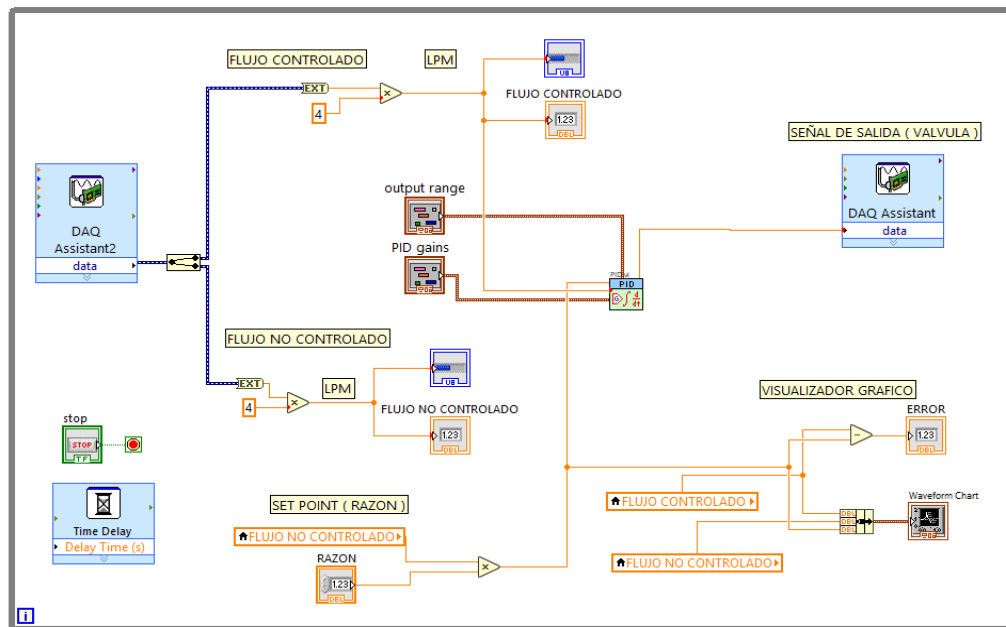 FLUJO CONTROLADO
LPM
EXT
×
4
UB
FLUJO CONTROLADO
1.23
DBL
SEÑAL DE SALIDA ( VALVULA )
DAQ Assistant
data
DAQ
Assistant2
data
output range
PID gains
PID
FLUJO NO CONTROLADO
EXT
×
4
LPM
UB
FLUJO NO CONTROLADO
1.23
DBL
stop
STOP
TF
VISUALIZADOR GRAFICO
ERROR
1.23
DBL
Time Delay
Delay Time (s)
SET POINT ( RAZON )
FLUJO NO CONTROLADO
RAZON
1.23
DBL
×
FLUJO CONTROLADO
FLUJO NO CONTROLADO
DBL
DBL
DBL
Waveform Chart
i